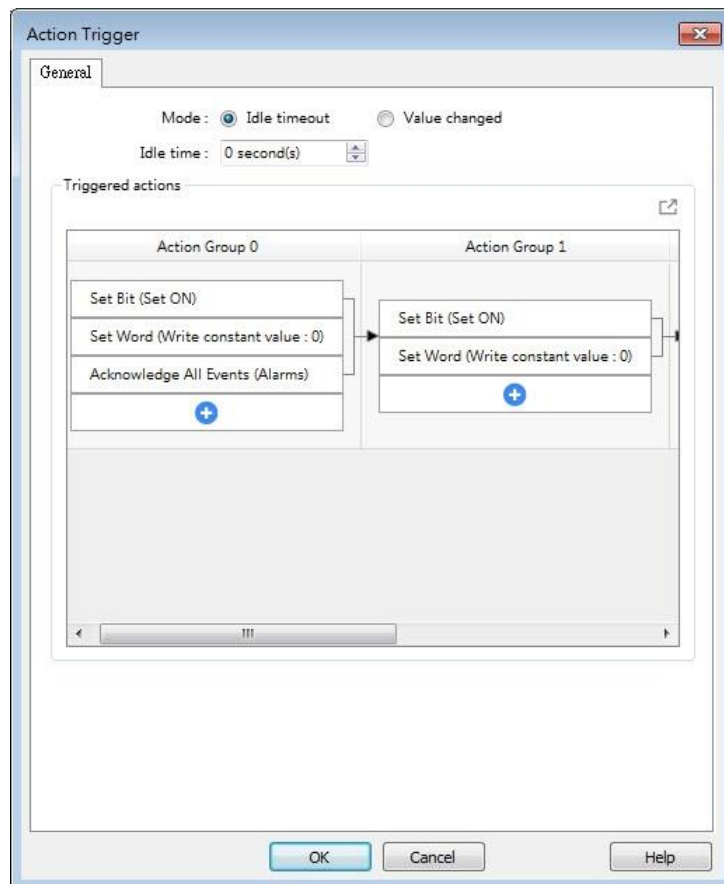 Action Trigger
General
Mode : Idle timeout Value changed
Idle time : 0 second(s)
Triggered actions
Action Group 0 Action Group 1
Set Bit (Set ON)
Set Word (Write constant value : 0)
Acknowledge All Events (Alarms)
Set Bit (Set ON)
Set Word (Write constant value : 0)
OK Cancel Help